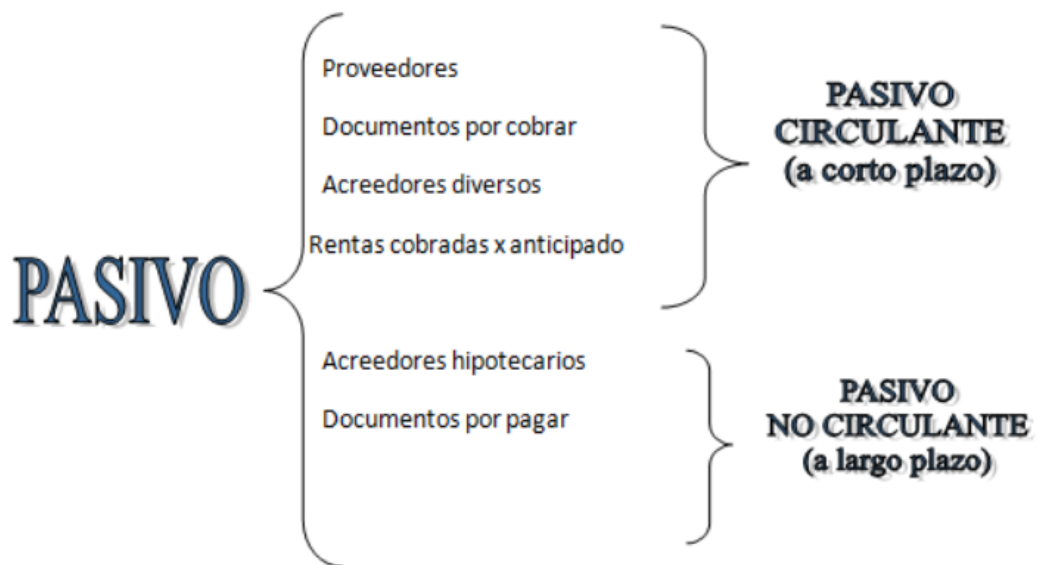 PASIVO
Proveedores
Documentos por cobrar
Acreedores diversos
Rentas cobradas x anticipado
PASIVO
CIRCULANTE
(a corto plazo)
Acreedores hipotecarios
Documentos por pagar
PASIVO
NO CIRCULANTE
(a largo plazo)